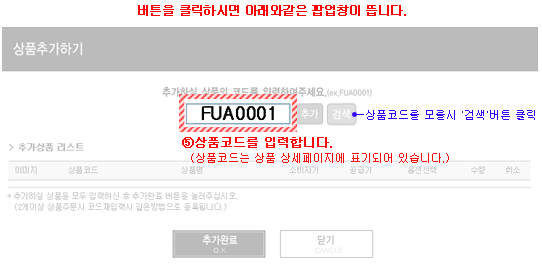 버튼을 클릭하시면 아래와같은 팝업창이 뜹니다.
상품추가하기
추가하실 상품의 코드를 입력하여주세요.(ex,FUA0001)
FUA0001 추가 검색 상품코드를 모를시 '검색'버튼 클릭
⑤상품코드를 입력합니다.
(상품코드는 상품 상세페이지에 표기되어 있습니다.)
> 추가상품 리스트
이미지 상품코드 상품명 소비자가 공급가 옵션선택 수량 취소
* 추가하실 상품을 모두 입력하신 후 추가완료 버튼을 눌러주십시오.
(2개이상 상품주문시 코드재입력시 같은방법으로 등록됩니다.)
추가완료 닫기
O.K CANCLE